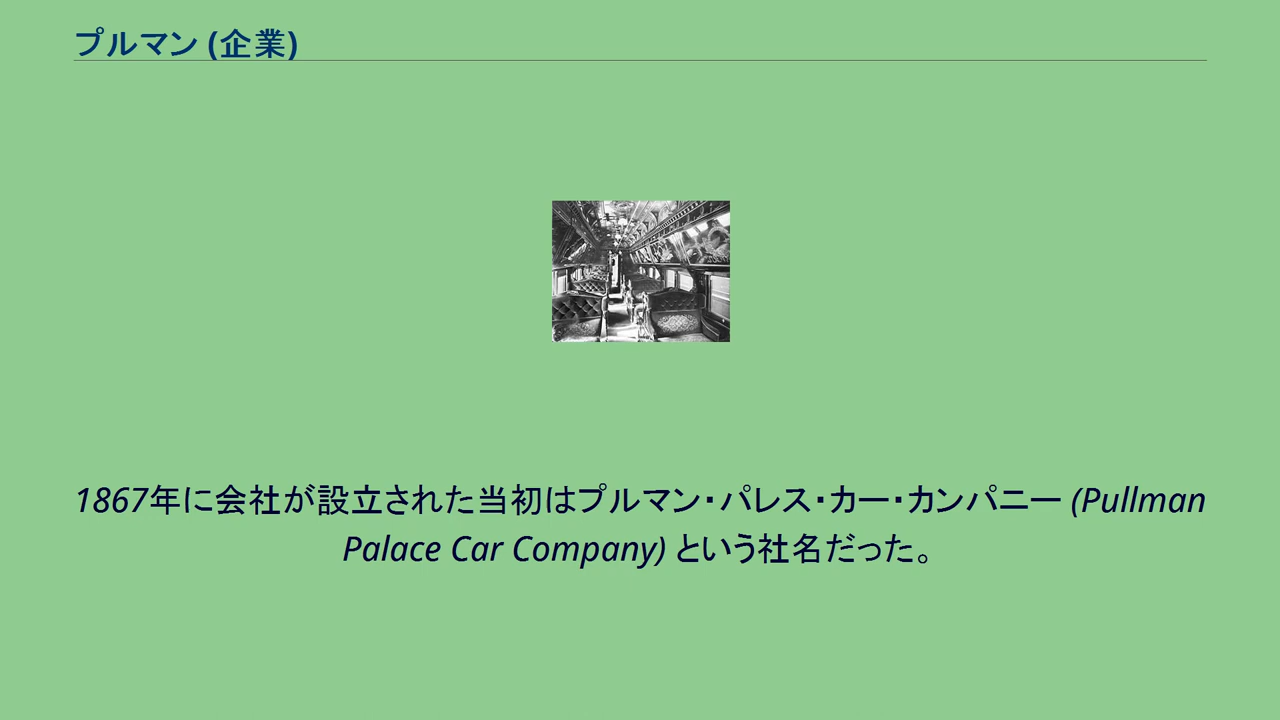 プルマン (企業)
1867年に会社が設立された当初はプルマン・パレス・カー・カンパニー (Pullman
Palace Car Company) という社名だった。